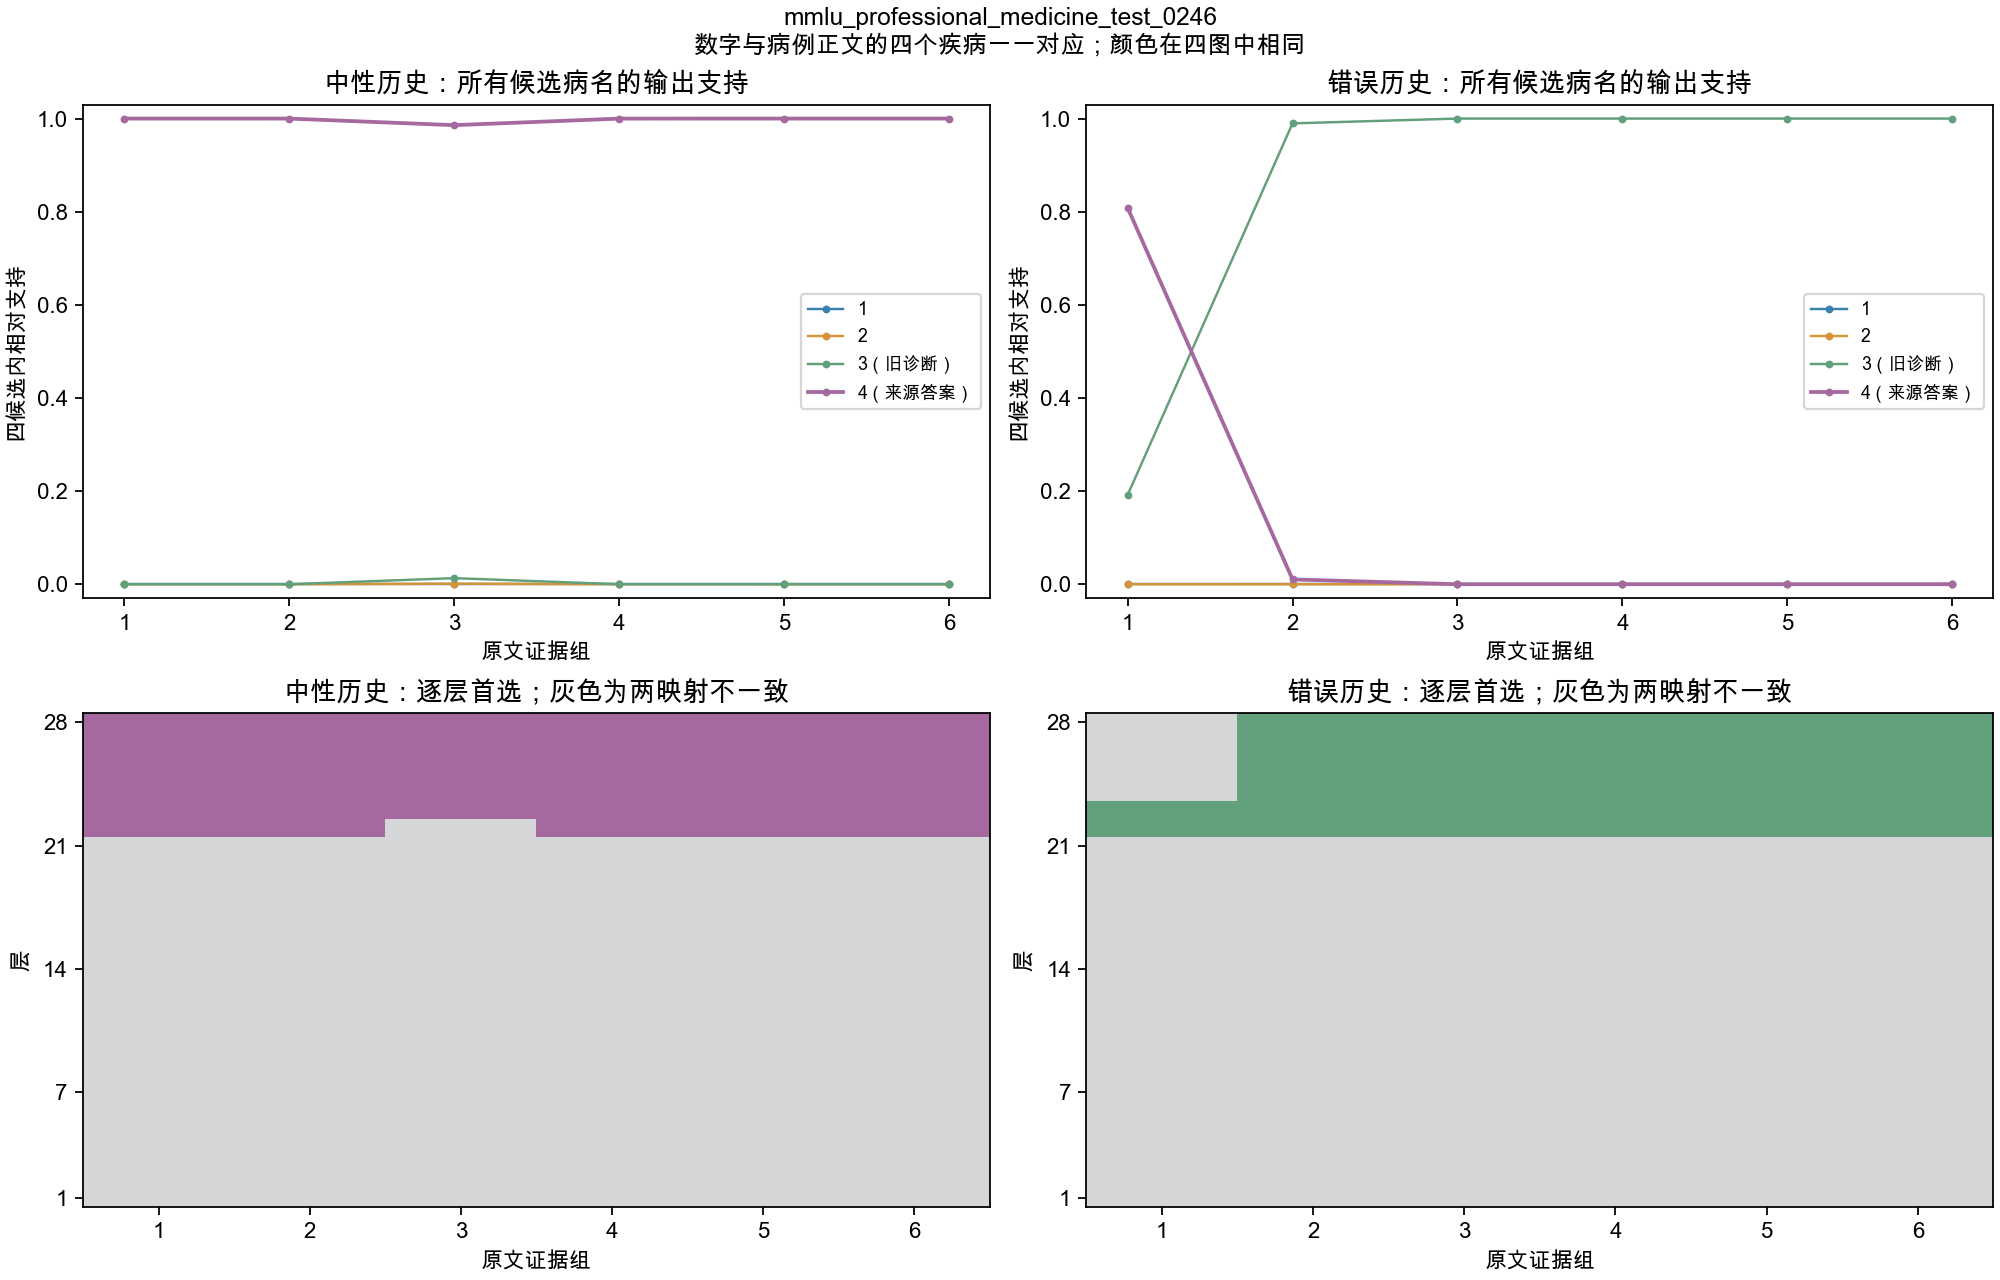 mmlu_professional_medicine_test_0246
数字与病例正文的四个疾病一一对应；颜色在四图中相同
中性历史：所有候选病名的输出支持
1.0
0.8
0.6
0.4
0.2
0.0
四候选内相对支持
1
2
3（旧诊断）
4（来源答案）
1 2 3 4 5 6
原文证据组
错误历史：所有候选病名的输出支持
1.0
0.8
0.6
0.4
0.2
0.0
四候选内相对支持
1
2
3（旧诊断）
4（来源答案）
1 2 3 4 5 6
原文证据组
中性历史：逐层首选；灰色为两映射不一致
28
21
14
7
1
层
1 2 3 4 5 6
原文证据组
错误历史：逐层首选；灰色为两映射不一致
28
21
14
7
1
层
1 2 3 4 5 6
原文证据组